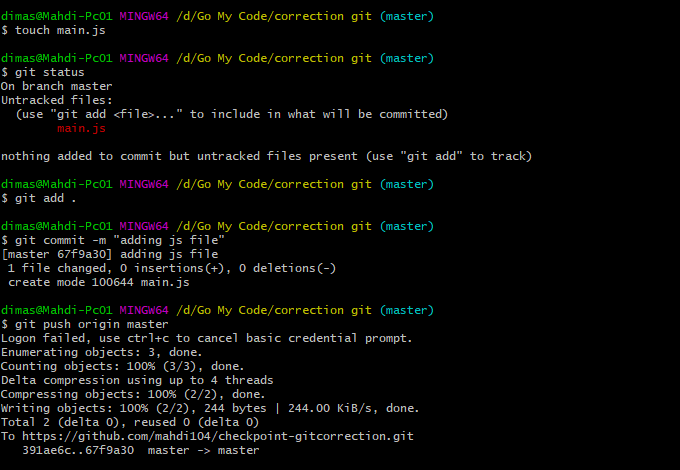 dimas@Mahdi-Pc01 MINGW64 /d/Go My Code/correction git (master)
$ touch main.js
dimas@Mahdi-Pc01 MINGW64 /d/Go My Code/correction git (master)
$ git status
On branch master
Untracked files:
  (use "git add <file>..." to include in what will be committed)
        main.js
nothing added to commit but untracked files present (use "git add" to track)
dimas@Mahdi-Pc01 MINGW64 /d/Go My Code/correction git (master)
$ git add .
dimas@Mahdi-Pc01 MINGW64 /d/Go My Code/correction git (master)
$ git commit -m "adding js file"
[master 67f9a30] adding js file
 1 file changed, 0 insertions(+), 0 deletions(-)
 create mode 100644 main.js
dimas@Mahdi-Pc01 MINGW64 /d/Go My Code/correction git (master)
$ git push origin master
Logon failed, use ctrl+c to cancel basic credential prompt.
Enumerating objects: 3, done.
Counting objects: 100% (3/3), done.
Delta compression using up to 4 threads
Compressing objects: 100% (2/2), done.
Writing objects: 100% (2/2), 244 bytes | 244.00 KiB/s, done.
Total 2 (delta 0), reused 0 (delta 0)
To https://github.com/mahdi104/checkpoint-gitcorrection.git
   391ae6c..67f9a30  master -> master